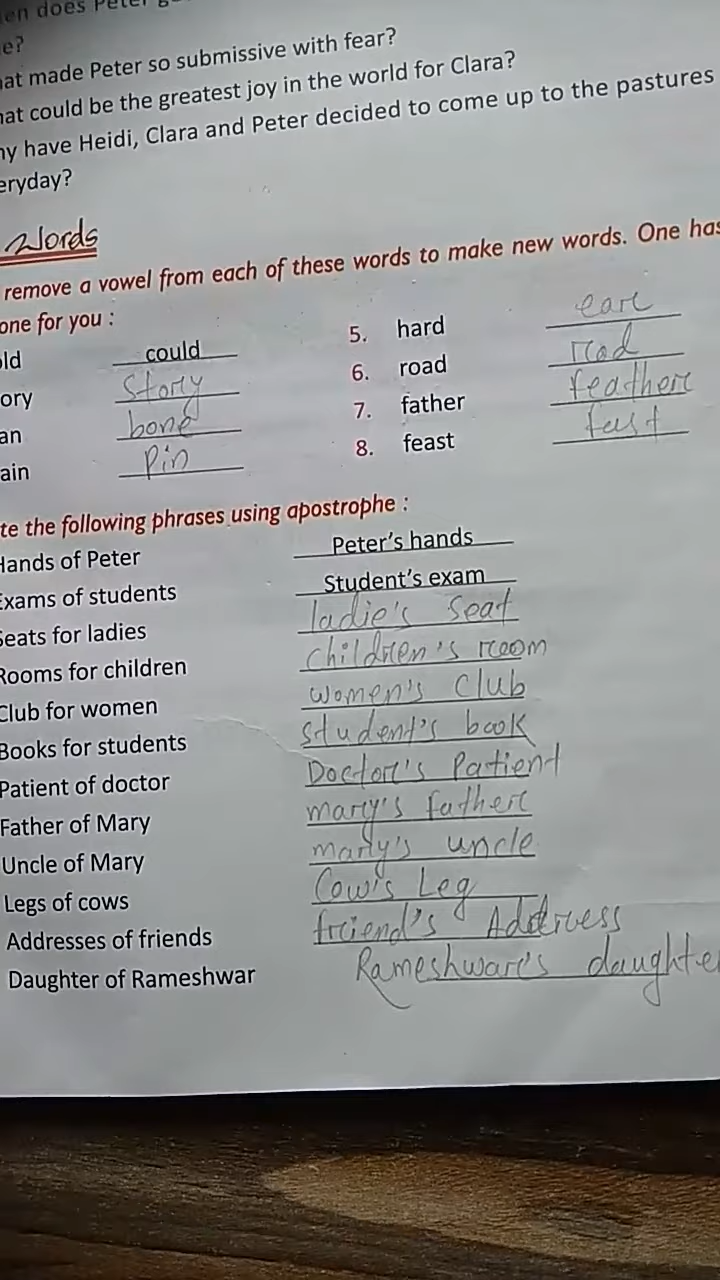 en does Peter g
e?
at made Peter so submissive with fear?
hat could be the greatest joy in the world for Clara?
hy have Heidi, Clara and Peter decided to come up to the pastures
eryday?
Words
remove a vowel from each of these words to make new words. One has
one for you :
old could
ory story
an bone
ain Pin
5. hard
6. road rod
7. father feather
8. feast fast
te the following phrases using apostrophe :
Hands of Peter Peter's hands
Exams of students Student's exam
Seats for ladies ladie's seat
Rooms for children children's room
Club for women women's club
Books for students student's book
Patient of doctor Doctor's Patient
Father of Mary mary's father
Uncle of Mary mary's uncle
Legs of cows Cow's Leg
Addresses of friends friend's Address
Daughter of Rameshwar Rameshwar's daughte